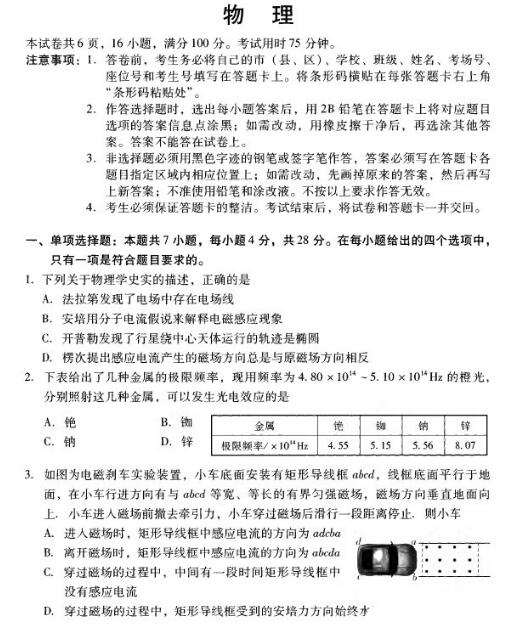 物 理
本试卷共6页，16小题，满分100分。考试用时75分钟。
注意事项：1. 答卷前，考生务必将自己的市（县、区）、学校、班级、姓名、考场号、
座位号和考生号填写在答题卡上。将条形码横贴在每张答题卡右上角
“条形码粘贴处”。
2. 作答选择题时，选出每小题答案后，用2B铅笔在答题卡上将对应题目
选项的答案信息点涂黑；如需改动，用橡皮擦干净后，再选涂其他答
案。答案不能答在试卷上。
3. 非选择题必须用黑色字迹的钢笔或签字笔作答，答案必须写在答题卡各
题目指定区域内相应位置上；如需改动，先画掉原来的答案，然后再写
上新答案；不准使用铅笔和涂改液。不按以上要求作答无效。
4. 考生必须保证答题卡的整洁。考试结束后，将试卷和答题卡一并交回。
一、单项选择题：本题共7小题，每小题4分，共28分。在每小题给出的四个选项中，
只有一项是符合题目要求的。
1. 下列关于物理学史实的描述，正确的是
A. 法拉第发现了电场中存在电场线
B. 安培用分子电流假说来解释电磁感应现象
C. 开普勒发现了行星绕中心天体运行的轨迹是椭圆
D. 楞次提出感应电流产生的磁场方向总是与原磁场方向相反
2. 下表给出了几种金属的极限频率，现用频率为4.80×10¹⁴~5.10×10¹⁴Hz的橙光，
分别照射这几种金属，可以发生光电效应的是
A. 铯 B. 铷
C. 钠 D. 锌
金属 铯 铷 钠 锌
极限频率/×10¹⁴Hz 4.55 5.15 5.56 8.07
3. 如图为电磁刹车实验装置，小车底面安装有矩形导线框abcd，线框底面平行于地
面，在小车行进方向有与abcd等宽、等长的有界匀强磁场，磁场方向垂直地面向
上. 小车进入磁场前撤去牵引力，小车穿过磁场后滑行一段距离停止. 则小车
A. 进入磁场时，矩形导线框中感应电流的方向为adcba
B. 离开磁场时，矩形导线框中感应电流的方向为abcda
C. 穿过磁场的过程中，中间有一段时间矩形导线框中
没有感应电流
D. 穿过磁场的过程中，矩形导线框受到的安培力方向始终水
d a
c b